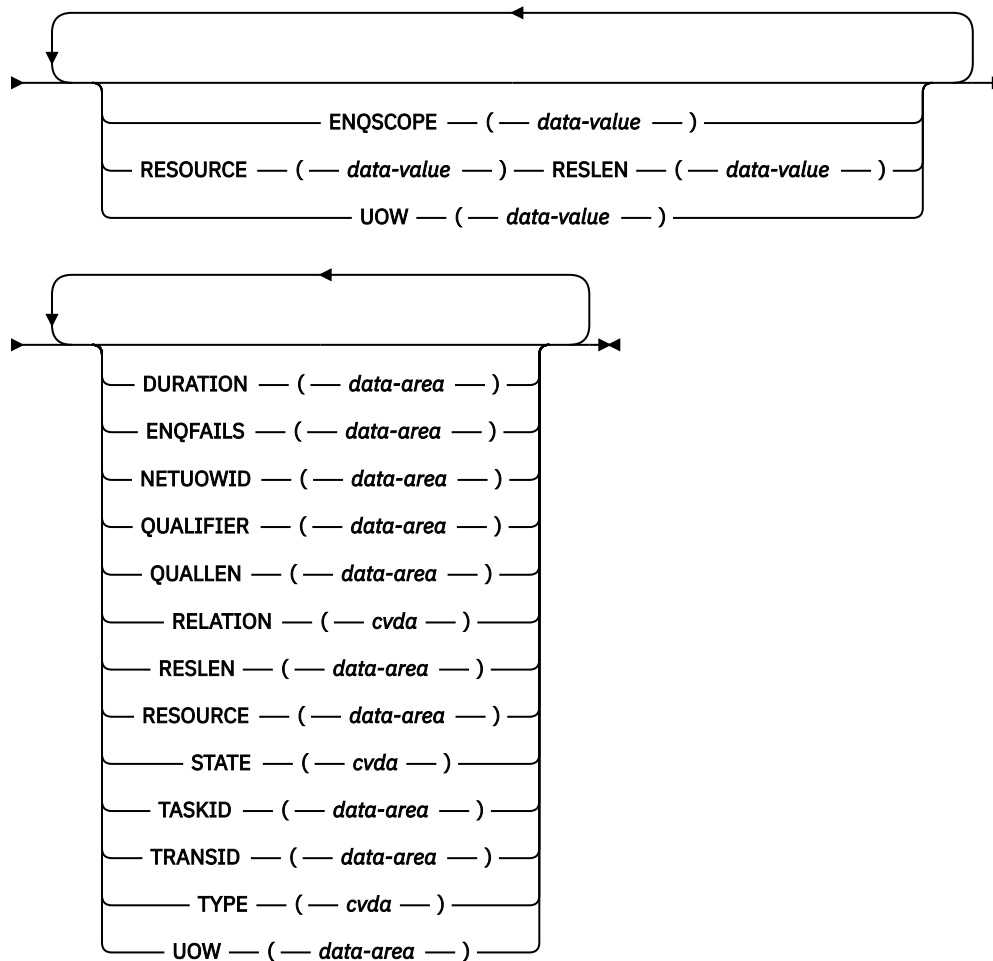 ENQSCOPE ( data-value )
RESOURCE ( data-value ) RESLEN ( data-value )
UOW ( data-value )
DURATION ( data-area )
ENQFAILS ( data-area )
NETUOWID ( data-area )
QUALIFIER ( data-area )
QUALLEN ( data-area )
RELATION ( cvda )
RESLEN ( data-area )
RESOURCE ( data-area )
STATE ( cvda )
TASKID ( data-area )
TRANSID ( data-area )
TYPE ( cvda )
UOW ( data-area )